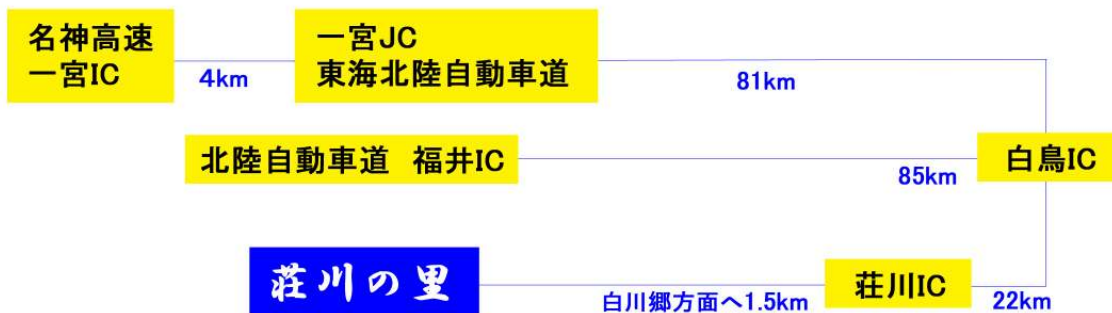 名神高速
一宮IC
4km
一宮JC
東海北陸自動車道
81km
北陸自動車道 福井IC
85km
白鳥IC
荘川の里
白川郷方面へ1.5km
荘川IC
22km